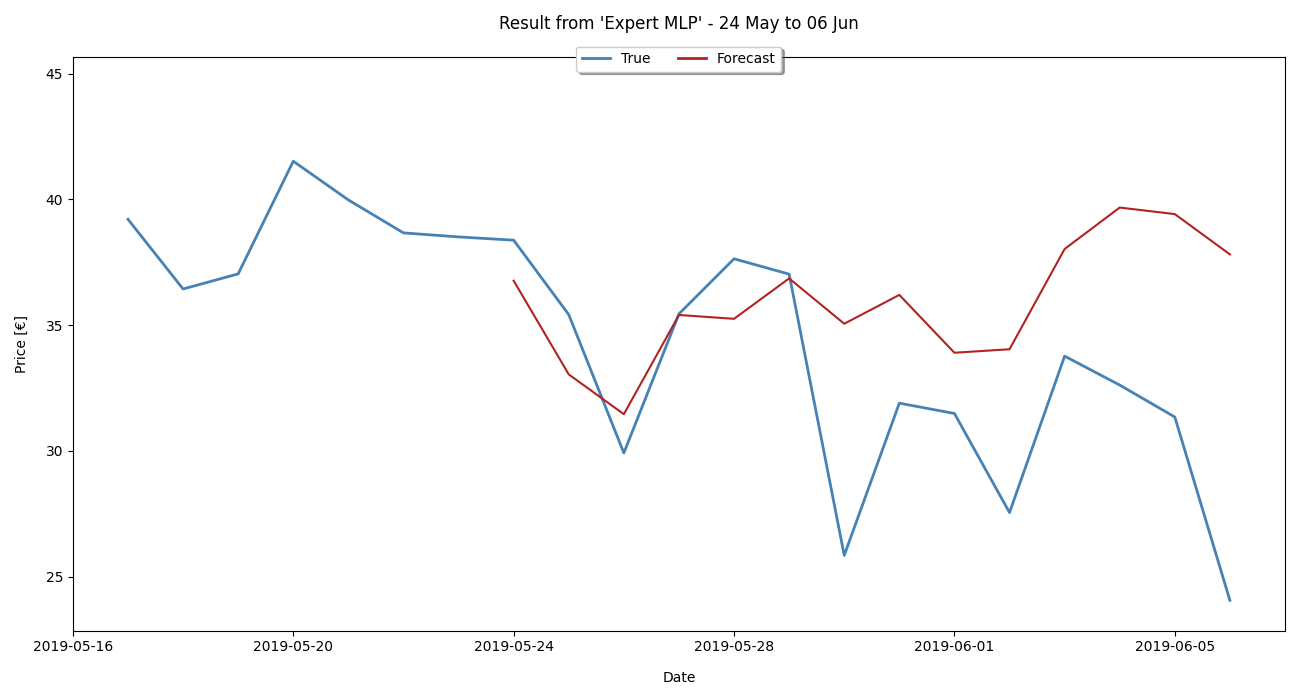 Result from 'Expert MLP' - 24 May to 06 Jun
True Forecast
45
40
35
30
25
Price [€]
2019-05-16 2019-05-20 2019-05-24 2019-05-28 2019-06-01 2019-06-05
Date